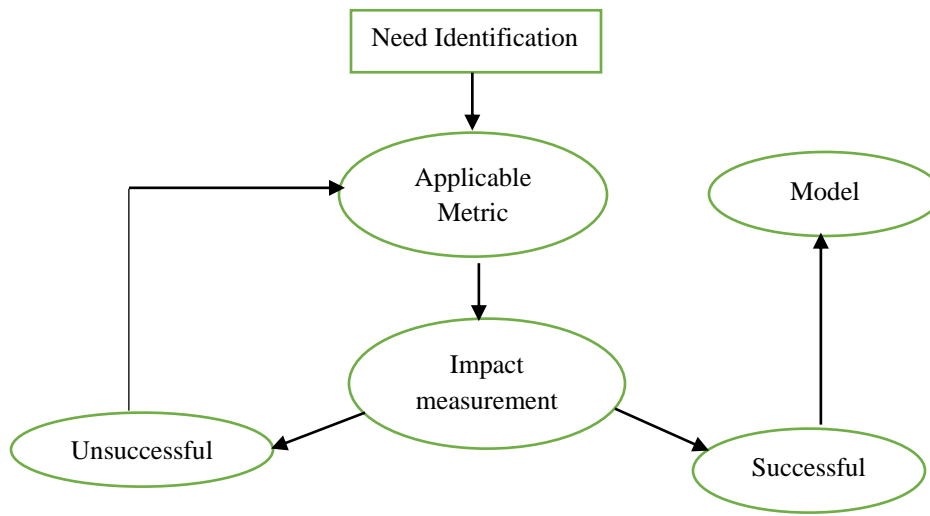 Need Identification
Applicable
Metric
Model
Impact
measurement
Unsuccessful
Successful